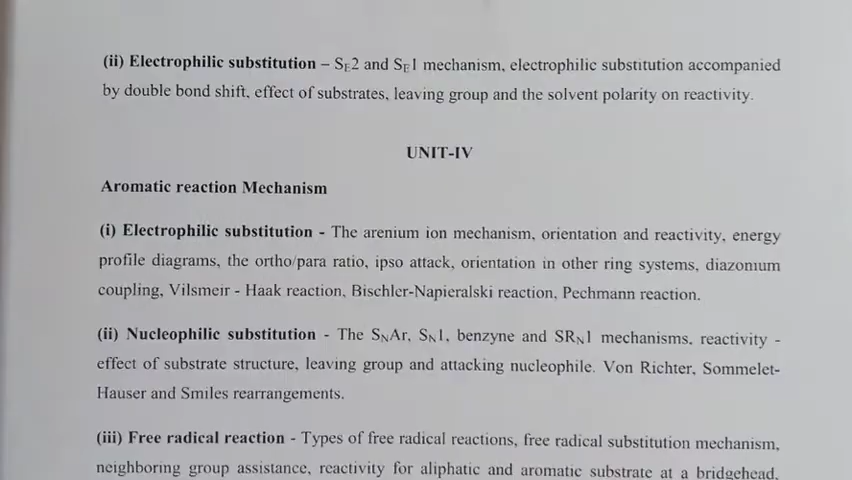 (ii) Electrophilic substitution – SE2 and SE1 mechanism, electrophilic substitution accompanied
by double bond shift, effect of substrates, leaving group and the solvent polarity on reactivity.
UNIT-IV
Aromatic reaction Mechanism
(i) Electrophilic substitution - The arenium ion mechanism, orientation and reactivity, energy
profile diagrams, the ortho/para ratio, ipso attack, orientation in other ring systems, diazonium
coupling, Vilsmeir - Haak reaction, Bischler-Napieralski reaction, Pechmann reaction.
(ii) Nucleophilic substitution - The SNAr, SN1, benzyne and SRN1 mechanisms, reactivity -
effect of substrate structure, leaving group and attacking nucleophile. Von Richter, Sommelet-
Hauser and Smiles rearrangements.
(iii) Free radical reaction - Types of free radical reactions, free radical substitution mechanism,
neighboring group assistance, reactivity for aliphatic and aromatic substrate at a bridgehead,